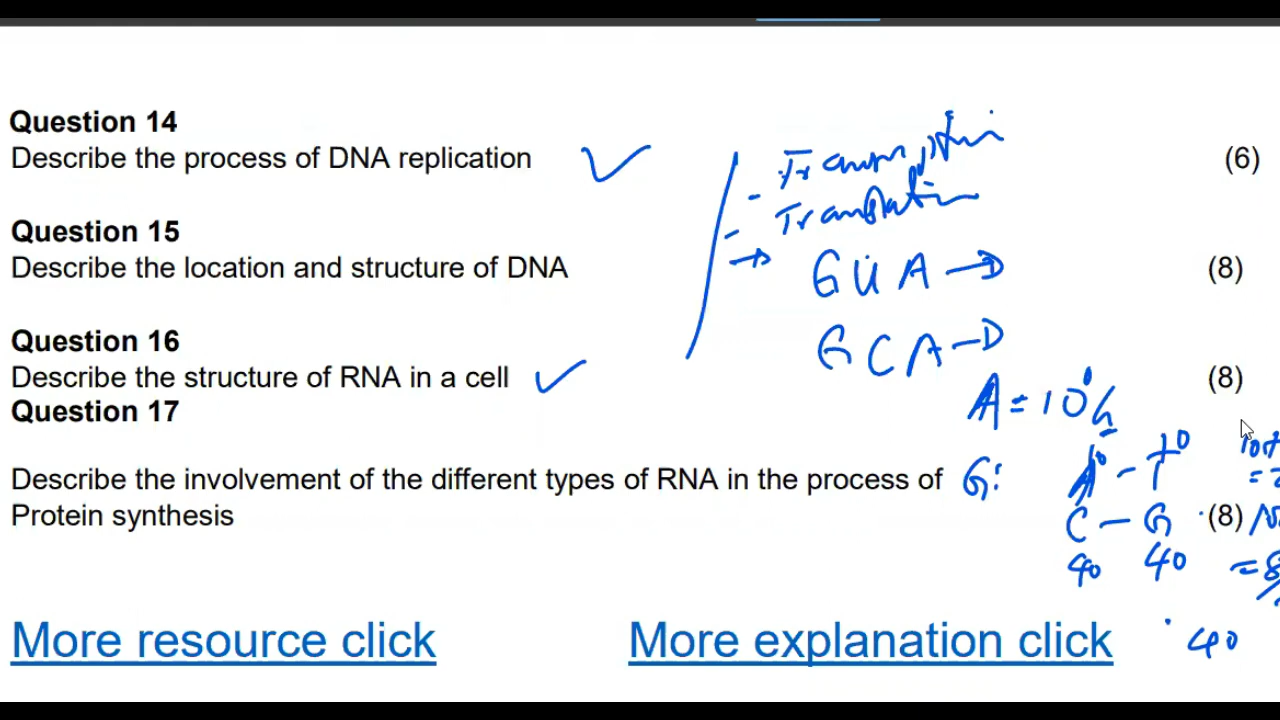 Question 14
Describe the process of DNA replication (6)
- Transcription
- Translation
Question 15
Describe the location and structure of DNA (8)
→ GUA →
GCA →
Question 16
Describe the structure of RNA in a cell (8)
A = 10%
Question 17
G: A10 - T10
Describe the involvement of the different types of RNA in the process of
Protein synthesis (8)
C - G
40 40
= 8
40
More resource click More explanation click